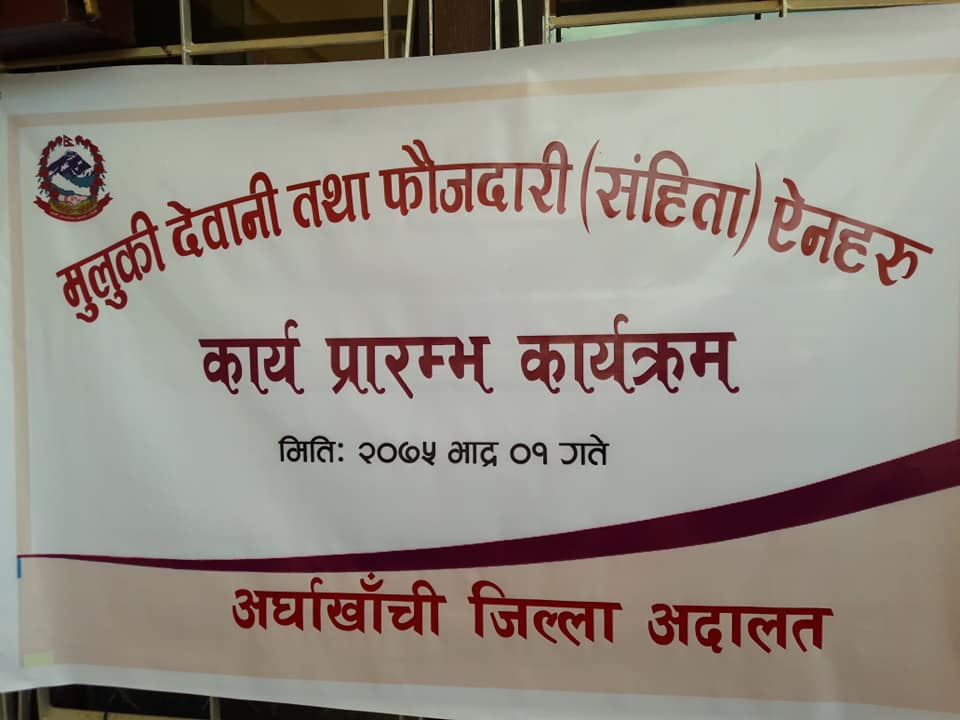 मुलुकी देवानी तथा फौजदारी (संहिता) ऐनहरु
कार्य प्रारम्भ कार्यक्रम
मिति: २०७५ भाद्र ०१ गते
अर्घाखाँची जिल्ला अदालत